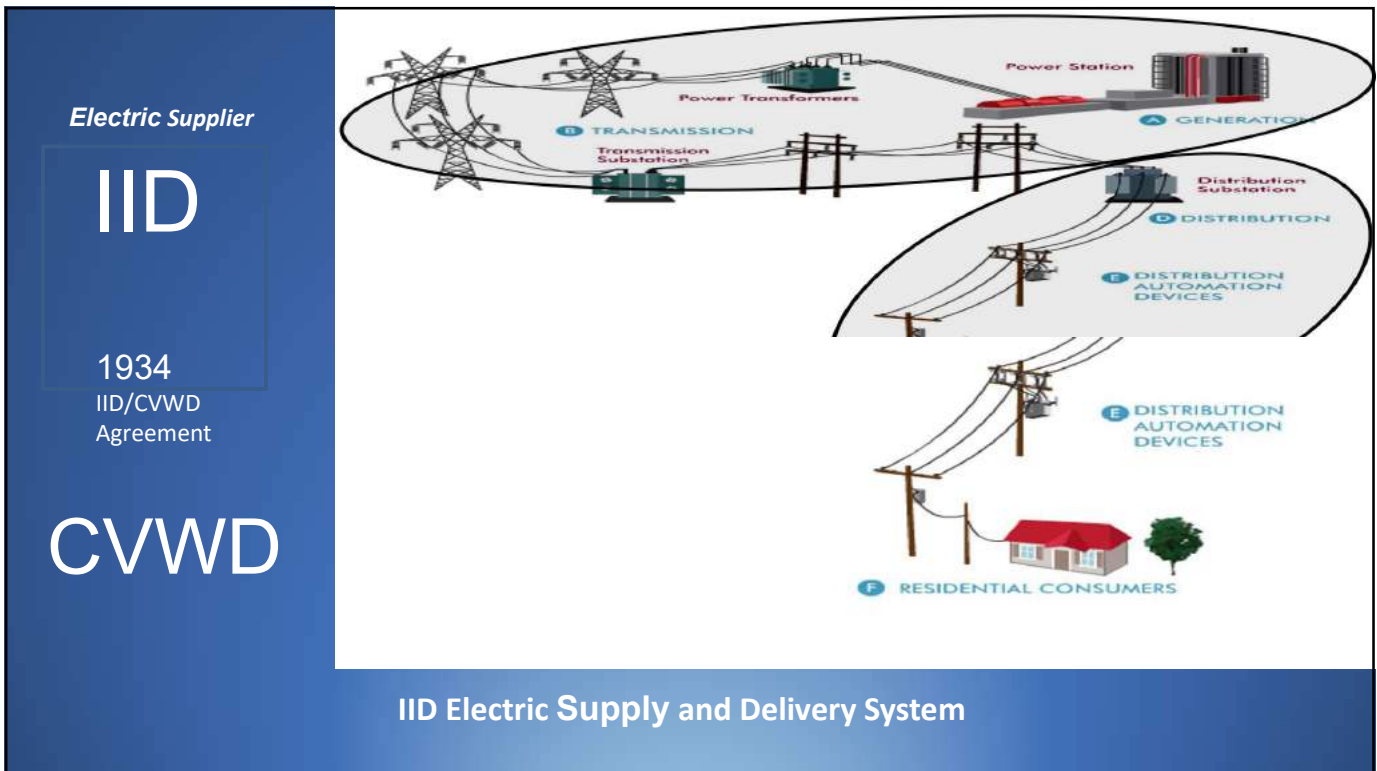 Electric Supplier
IID
1934
IID/CVWD
Agreement
CVWD
Power Station
Power Transformers
A GENERATION
B TRANSMISSION
Transmission
Substation
Distribution
Substation
D DISTRIBUTION
E DISTRIBUTION
AUTOMATION
DEVICES
E DISTRIBUTION
AUTOMATION
DEVICES
F RESIDENTIAL CONSUMERS
IID Electric Supply and Delivery System